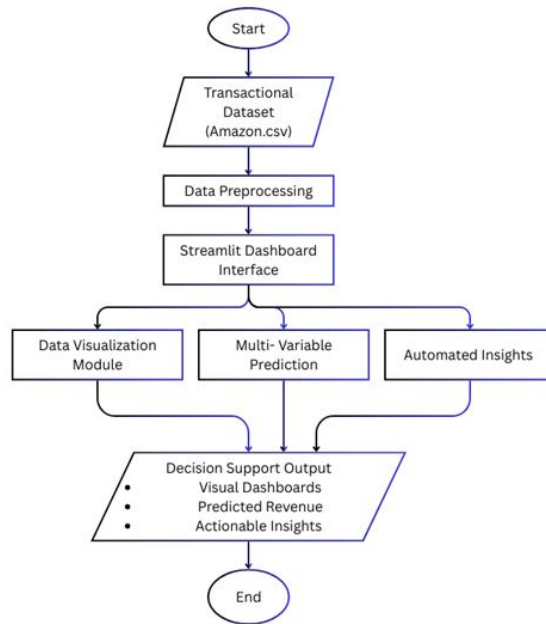 Start
Transactional
Dataset
(Amazon.csv)
Data Preprocessing
Streamlit Dashboard
Interface
Data Visualization
Module
Multi- Variable
Prediction
Automated Insights
Decision Support Output
• Visual Dashboards
• Predicted Revenue
• Actionable Insights
End